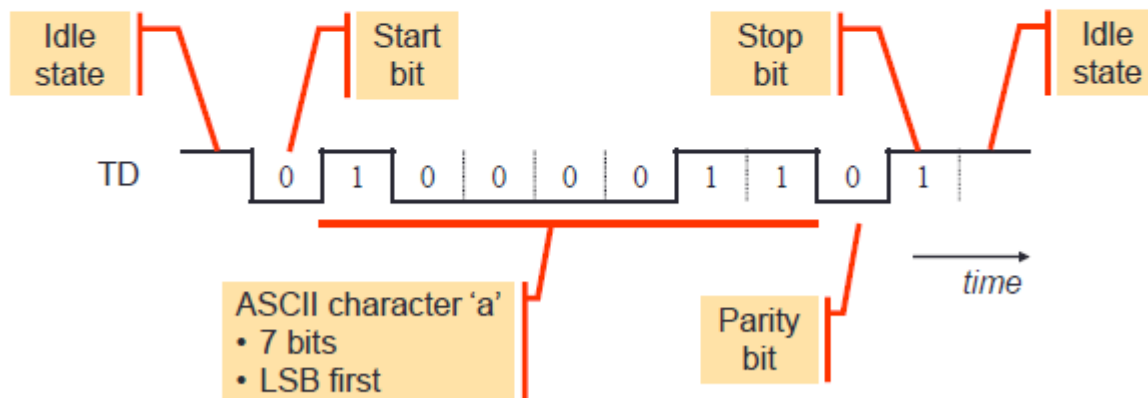 Idle
state
Start
bit
Stop
bit
Idle
state
TD
0 1 0 0 0 0 1 1 0 1
time
ASCII character ‘a’
• 7 bits
• LSB first
Parity
bit